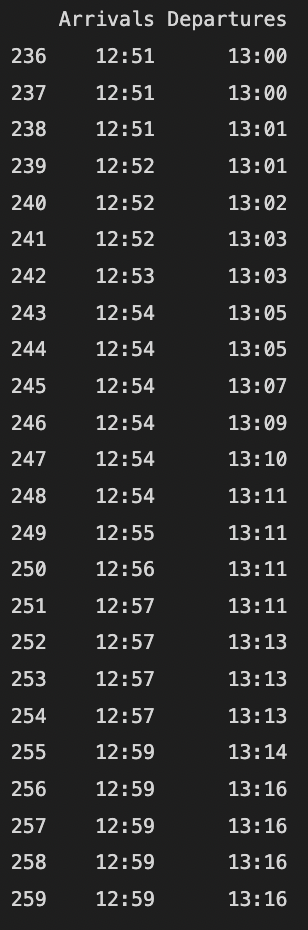 Arrivals Departures
236 12:51 13:00
237 12:51 13:00
238 12:51 13:01
239 12:52 13:01
240 12:52 13:02
241 12:52 13:03
242 12:53 13:03
243 12:54 13:05
244 12:54 13:05
245 12:54 13:07
246 12:54 13:09
247 12:54 13:10
248 12:54 13:11
249 12:55 13:11
250 12:56 13:11
251 12:57 13:11
252 12:57 13:13
253 12:57 13:13
254 12:57 13:13
255 12:59 13:14
256 12:59 13:16
257 12:59 13:16
258 12:59 13:16
259 12:59 13:16